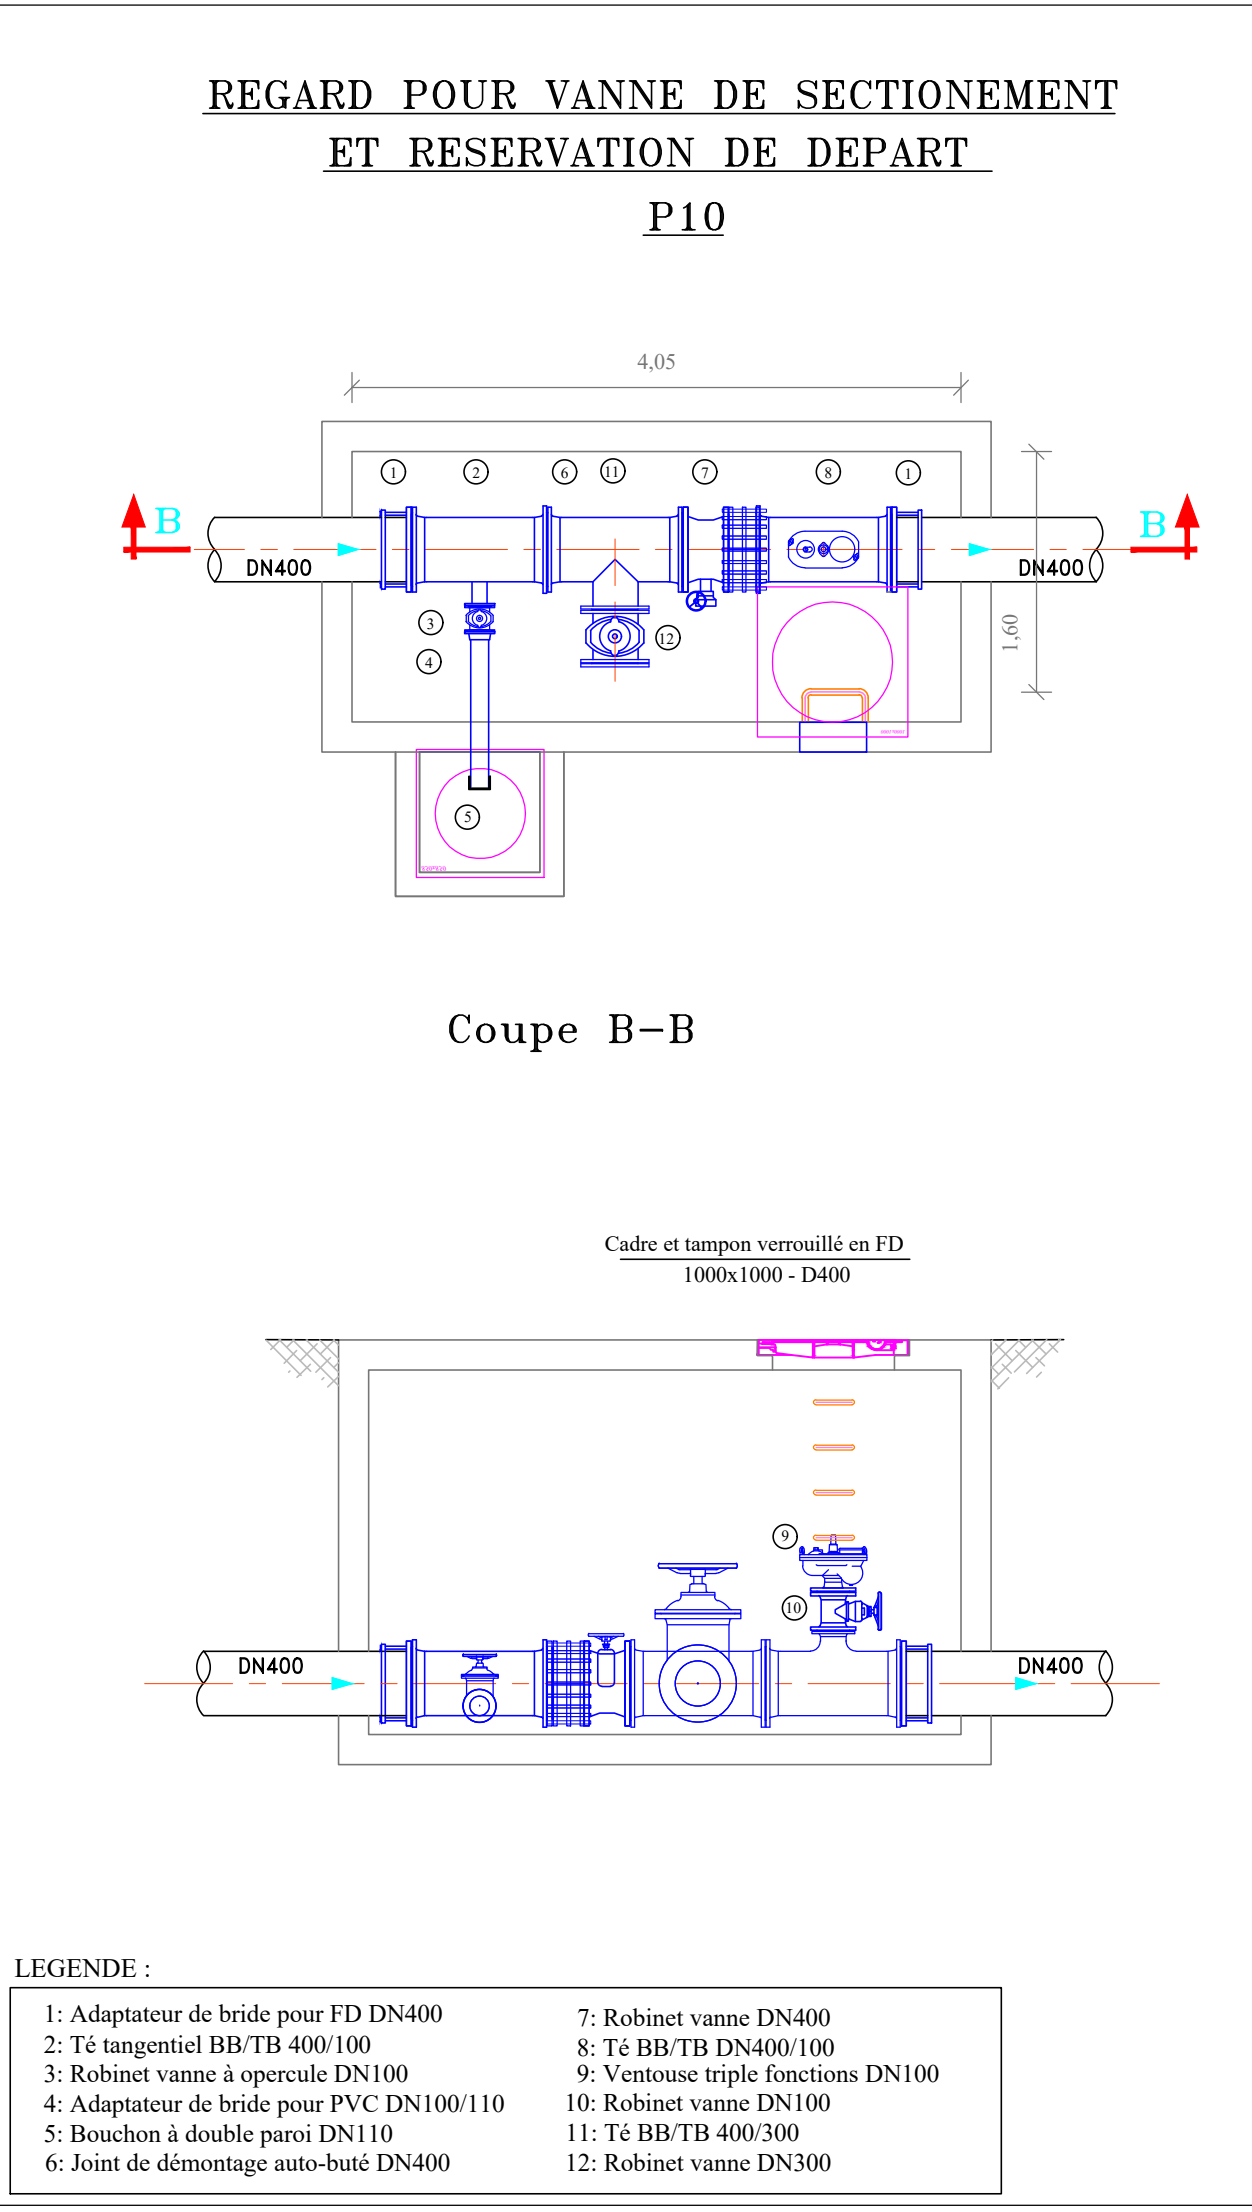 REGARD POUR VANNE DE SECTIONEMENT
ET RESERVATION DE DEPART
P10
4,05
1 2 6 11 7 8 1
B B
DN400 DN400
3 12
4
1,60
5
Coupe B-B
Cadre et tampon verrouillé en FD
1000x1000 - D400
9
10
DN400 DN400
LEGENDE :
1: Adaptateur de bride pour FD DN400
2: Té tangentiel BB/TB 400/100
3: Robinet vanne à opercule DN100
4: Adaptateur de bride pour PVC DN100/110
5: Bouchon à double paroi DN110
6: Joint de démontage auto-buté DN400
7: Robinet vanne DN400
8: Té BB/TB DN400/100
9: Ventouse triple fonctions DN100
10: Robinet vanne DN100
11: Té BB/TB 400/300
12: Robinet vanne DN300